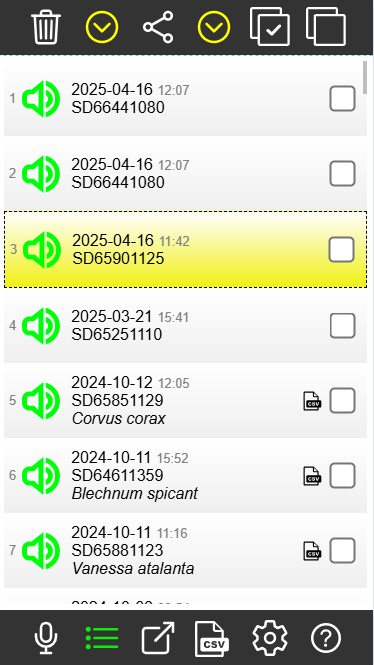 1
2025-04-16 12:07
SD66441080
2
2025-04-16 12:07
SD66441080
3
2025-04-16 11:42
SD65901125
4
2025-03-21 15:41
SD65251110
5
2024-10-12 12:05
SD65851129
CSV
Corvus corax
6
2024-10-11 15:52
SD64611359
CSV
Blechnum spicant
7
2024-10-11 11:16
SD65881123
CSV
Vanessa atalanta
CSV
?